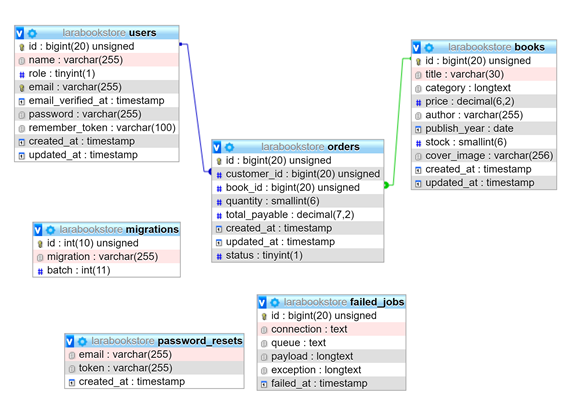 larabookstore users
id : bigint(20) unsigned
name : varchar(255)
role : tinyint(1)
email : varchar(255)
email_verified_at : timestamp
password : varchar(255)
remember_token : varchar(100)
created_at : timestamp
updated_at : timestamp
larabookstore books
id : bigint(20) unsigned
title : varchar(30)
category : longtext
price : decimal(6,2)
author : varchar(255)
publish_year : date
stock : smallint(6)
cover_image : varchar(256)
created_at : timestamp
updated_at : timestamp
larabookstore orders
id : bigint(20) unsigned
customer_id : bigint(20) unsigned
book_id : bigint(20) unsigned
quantity : smallint(6)
total_payable : decimal(7,2)
created_at : timestamp
updated_at : timestamp
status : tinyint(1)
larabookstore migrations
id : int(10) unsigned
migration : varchar(255)
batch : int(11)
larabookstore failed_jobs
id : bigint(20) unsigned
connection : text
queue : text
payload : longtext
exception : longtext
failed_at : timestamp
larabookstore password_resets
email : varchar(255)
token : varchar(255)
created_at : timestamp